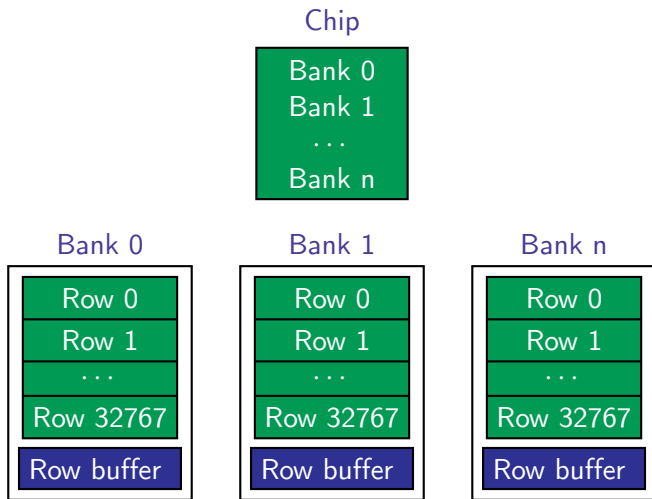 Chip
Bank 0
Bank 1
...
Bank n
Bank 0
Row 0
Row 1
...
Row 32767
Row buffer
Bank 1
Row 0
Row 1
...
Row 32767
Row buffer
Bank n
Row 0
Row 1
...
Row 32767
Row buffer